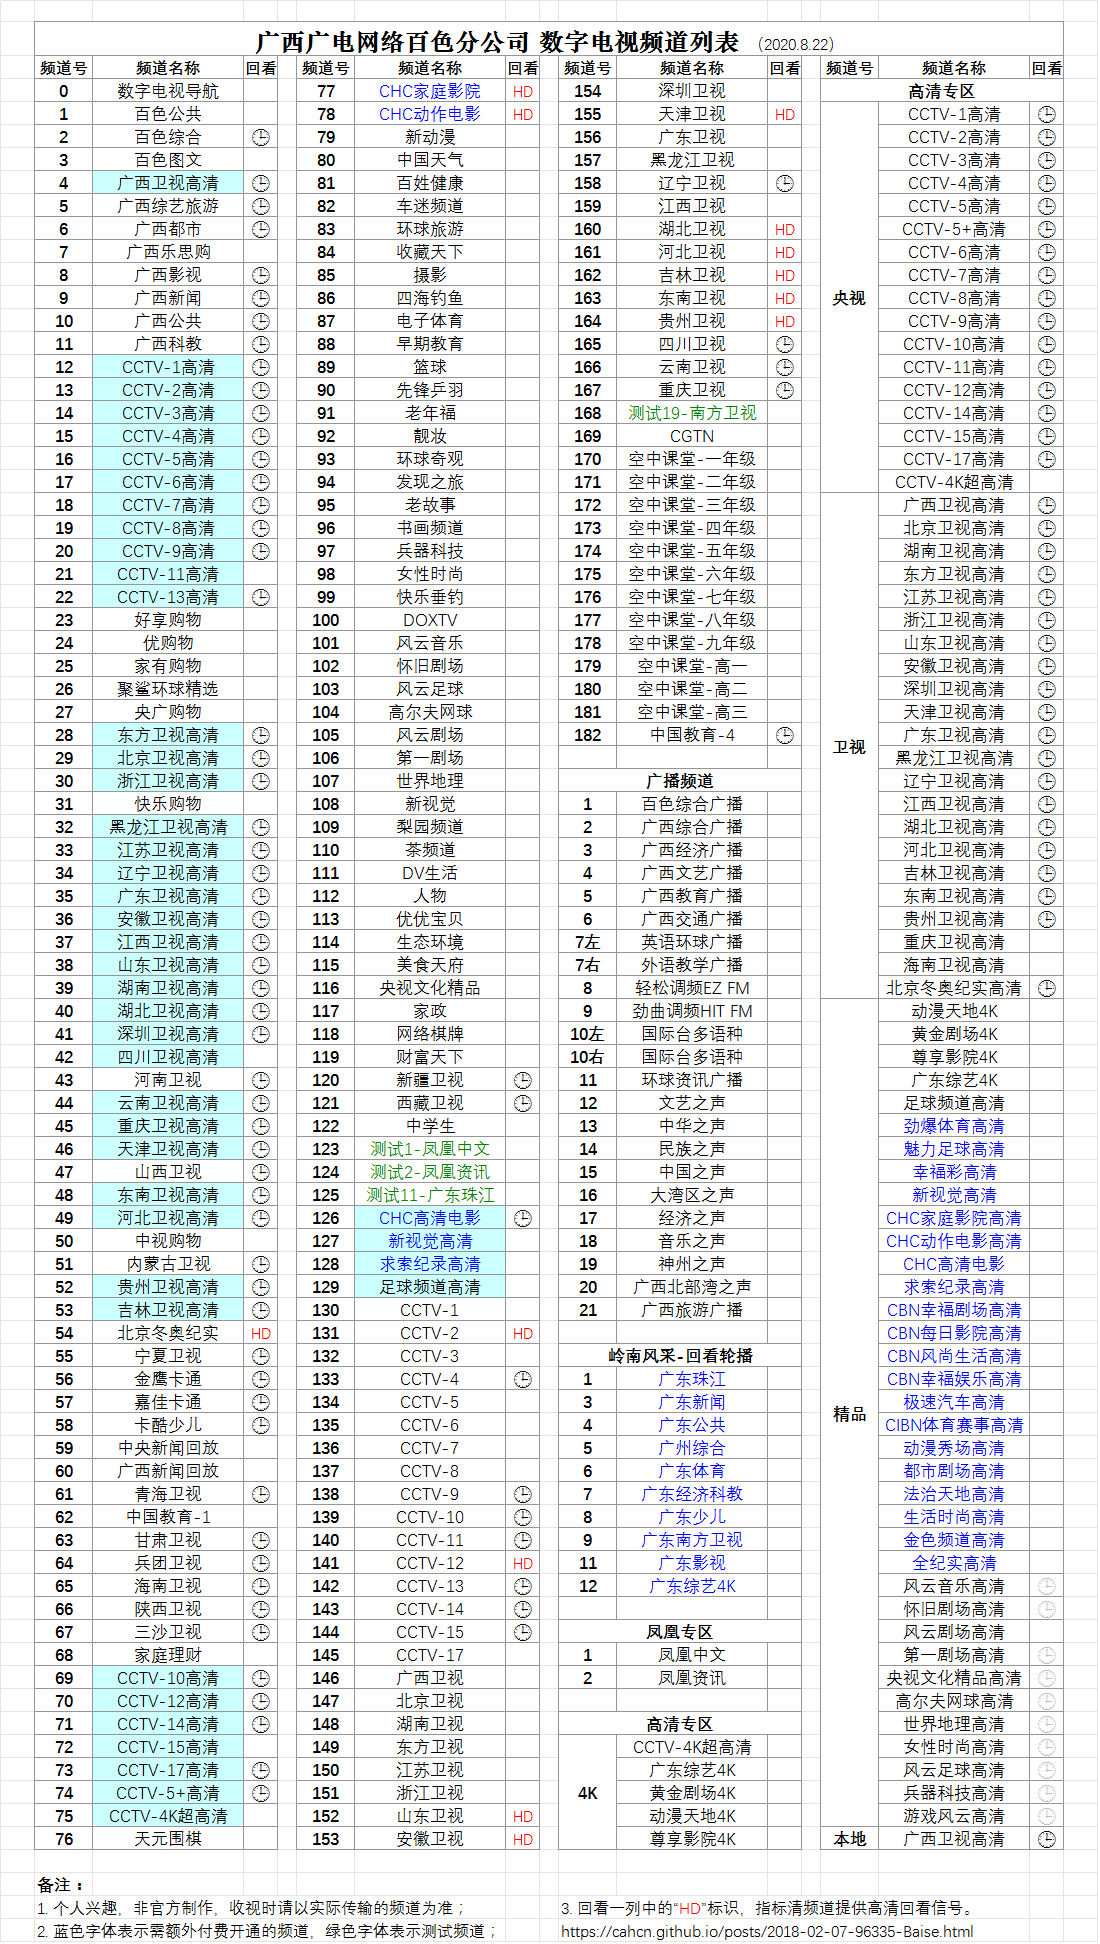 广西广电网络百色分公司 数字电视频道列表 (2020.8.22)
频道号 频道名称 回看
0 数字电视导航
1 百色公共
2 百色综合
3 百色图文
4 广西卫视高清
5 广西综艺旅游
6 广西都市
7 广西乐思购
8 广西影视
9 广西新闻
10 广西公共
11 广西科教
12 CCTV-1高清
13 CCTV-2高清
14 CCTV-3高清
15 CCTV-4高清
16 CCTV-5高清
17 CCTV-6高清
18 CCTV-7高清
19 CCTV-8高清
20 CCTV-9高清
21 CCTV-11高清
22 CCTV-13高清
23 好享购物
24 优购物
25 家有购物
26 聚鲨环球精选
27 央广购物
28 东方卫视高清
29 北京卫视高清
30 浙江卫视高清
31 快乐购物
32 黑龙江卫视高清
33 江苏卫视高清
34 辽宁卫视高清
35 广东卫视高清
36 安徽卫视高清
37 江西卫视高清
38 山东卫视高清
39 湖南卫视高清
40 湖北卫视高清
41 深圳卫视高清
42 四川卫视高清
43 河南卫视
44 云南卫视高清
45 重庆卫视高清
46 天津卫视高清
47 山西卫视
48 东南卫视高清
49 河北卫视高清
50 中视购物
51 内蒙古卫视
52 贵州卫视高清
53 吉林卫视高清
54 北京冬奥纪实 HD
55 宁夏卫视
56 金鹰卡通
57 嘉佳卡通
58 卡酷少儿
59 中央新闻回放
60 广西新闻回放
61 青海卫视
62 中国教育-1
63 甘肃卫视
64 兵团卫视
65 海南卫视
66 陕西卫视
67 三沙卫视
68 家庭理财
69 CCTV-10高清
70 CCTV-12高清
71 CCTV-14高清
72 CCTV-15高清
73 CCTV-17高清
74 CCTV-5+高清
75 CCTV-4K超高清
76 天元围棋
频道号 频道名称 回看
77 CHC家庭影院 HD
78 CHC动作电影 HD
79 新动漫
80 中国天气
81 百姓健康
82 车迷频道
83 环球旅游
84 收藏天下
85 摄影
86 四海钓鱼
87 电子体育
88 早期教育
89 篮球
90 先锋乒羽
91 老年福
92 靓妆
93 环球奇观
94 发现之旅
95 老故事
96 书画频道
97 兵器科技
98 女性时尚
99 快乐垂钓
100 DOXTV
101 风云音乐
102 怀旧剧场
103 风云足球
104 高尔夫网球
105 风云剧场
106 第一剧场
107 世界地理
108 新视觉
109 梨园频道
110 茶频道
111 DV生活
112 人物
113 优优宝贝
114 生态环境
115 美食天府
116 央视文化精品
117 家政
118 网络棋牌
119 财富天下
120 新疆卫视
121 西藏卫视
122 中学生
123 测试1-凤凰中文
124 测试2-凤凰资讯
125 测试11-广东珠江
126 CHC高清电影
127 新视觉高清
128 求索纪录高清
129 足球频道高清
130 CCTV-1
131 CCTV-2 HD
132 CCTV-3
133 CCTV-4
134 CCTV-5
135 CCTV-6
136 CCTV-7
137 CCTV-8
138 CCTV-9
139 CCTV-10
140 CCTV-11
141 CCTV-12 HD
142 CCTV-13
143 CCTV-14
144 CCTV-15
145 CCTV-17
146 广西卫视
147 北京卫视
148 湖南卫视
149 东方卫视
150 江苏卫视
151 浙江卫视
152 山东卫视 HD
153 安徽卫视 HD
频道号 频道名称 回看
154 深圳卫视
155 天津卫视 HD
156 广东卫视
157 黑龙江卫视
158 辽宁卫视
159 江西卫视
160 湖北卫视 HD
161 河北卫视 HD
162 吉林卫视 HD
163 东南卫视 HD
164 贵州卫视 HD
165 四川卫视
166 云南卫视
167 重庆卫视
168 测试19-南方卫视
169 CGTN
170 空中课堂-一年级
171 空中课堂-二年级
172 空中课堂-三年级
173 空中课堂-四年级
174 空中课堂-五年级
175 空中课堂-六年级
176 空中课堂-七年级
177 空中课堂-八年级
178 空中课堂-九年级
179 空中课堂-高一
180 空中课堂-高二
181 空中课堂-高三
182 中国教育-4
广播频道
1 百色综合广播
2 广西综合广播
3 广西经济广播
4 广西文艺广播
5 广西教育广播
6 广西交通广播
7左 英语环球广播
7右 外语教学广播
8 轻松调频EZ FM
9 劲曲调频HIT FM
10左 国际台多语种
10右 国际台多语种
11 环球资讯广播
12 文艺之声
13 中华之声
14 民族之声
15 中国之声
16 大湾区之声
17 经济之声
18 音乐之声
19 神州之声
20 广西北部湾之声
21 广西旅游广播
岭南风采-回看轮播
1 广东珠江
3 广东新闻
4 广东公共
5 广州综合
6 广东体育
7 广东经济科教
8 广东少儿
9 广东南方卫视
11 广东影视
12 广东综艺4K
凤凰专区
1 凤凰中文
2 凤凰资讯
高清专区
4K
CCTV-4K超高清
广东综艺4K
黄金剧场4K
动漫天地4K
尊享影院4K
频道号 频道名称 回看
高清专区
央视
CCTV-1高清
CCTV-2高清
CCTV-3高清
CCTV-4高清
CCTV-5高清
CCTV-5+高清
CCTV-6高清
CCTV-7高清
CCTV-8高清
CCTV-9高清
CCTV-10高清
CCTV-11高清
CCTV-12高清
CCTV-14高清
CCTV-15高清
CCTV-17高清
CCTV-4K超高清
卫视
广西卫视高清
北京卫视高清
湖南卫视高清
东方卫视高清
江苏卫视高清
浙江卫视高清
山东卫视高清
安徽卫视高清
深圳卫视高清
天津卫视高清
广东卫视高清
黑龙江卫视高清
辽宁卫视高清
江西卫视高清
湖北卫视高清
河北卫视高清
吉林卫视高清
东南卫视高清
贵州卫视高清
重庆卫视高清
海南卫视高清
北京冬奥纪实高清
精品
动漫天地4K
黄金剧场4K
尊享影院4K
广东综艺4K
足球频道高清
劲爆体育高清
魅力足球高清
幸福彩高清
新视觉高清
CHC家庭影院高清
CHC动作电影高清
CHC高清电影
求索纪录高清
CBN幸福剧场高清
CBN每日影院高清
CBN风尚生活高清
CBN幸福娱乐高清
极速汽车高清
CIBN体育赛事高清
动漫秀场高清
都市剧场高清
法治天地高清
生活时尚高清
金色频道高清
全纪实高清
风云音乐高清
怀旧剧场高清
风云剧场高清
第一剧场高清
央视文化精品高清
高尔夫网球高清
世界地理高清
女性时尚高清
风云足球高清
兵器科技高清
游戏风云高清
本地 广西卫视高清
备注：
1. 个人兴趣，非官方制作，收视时请以实际传输的频道为准；
2. 蓝色字体表示需额外付费开通的频道，绿色字体表示测试频道；
3. 回看一列中的“HD”标识，指标清频道提供高清回看信号。
https://cahcn.github.io/posts/2018-02-07-96335-Baise.html